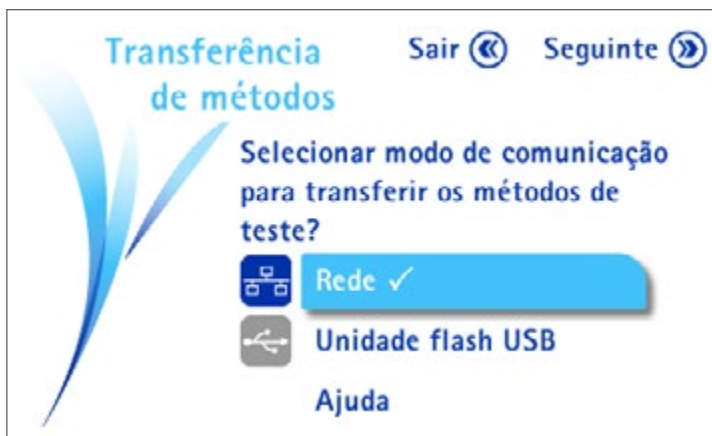 Transferência
de métodos
Sair
Seguinte
Selecionar modo de comunicação
para transferir os métodos de
teste?
Rede ✓
Unidade flash USB
Ajuda